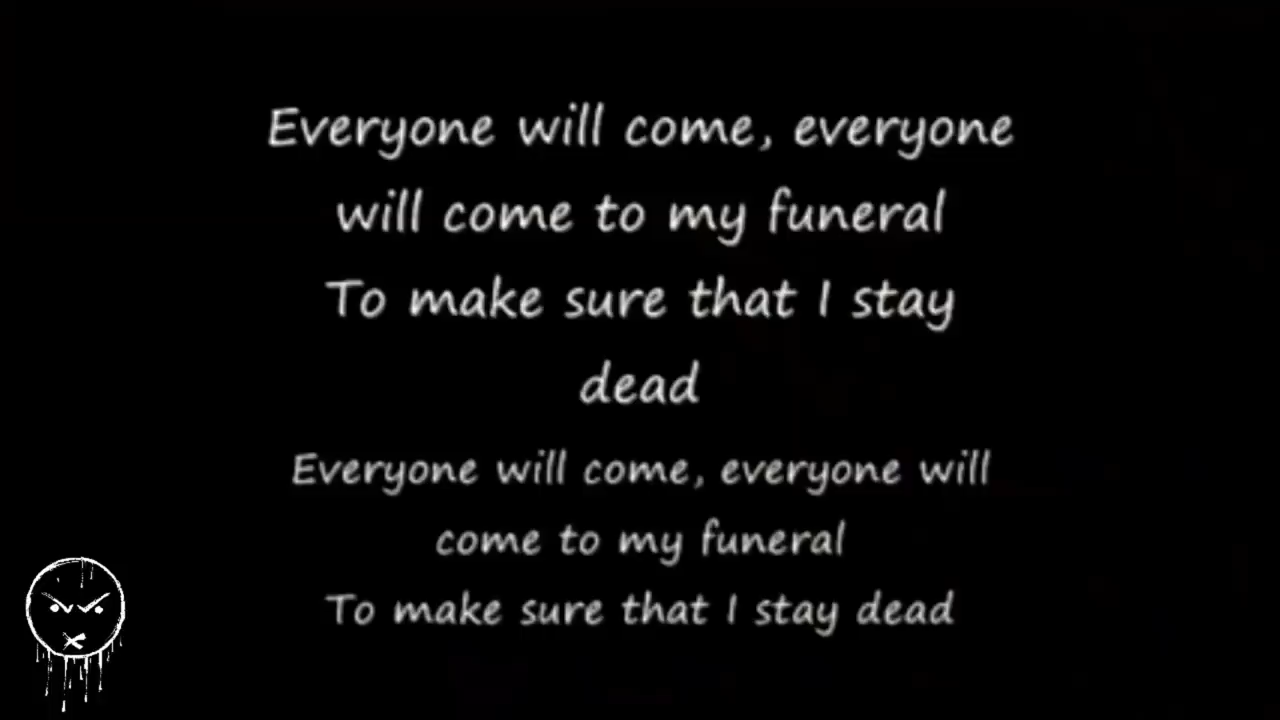 Everyone will come, everyone
will come to my funeral
To make sure that I stay
dead
Everyone will come, everyone will
come to my funeral
To make sure that I stay dead